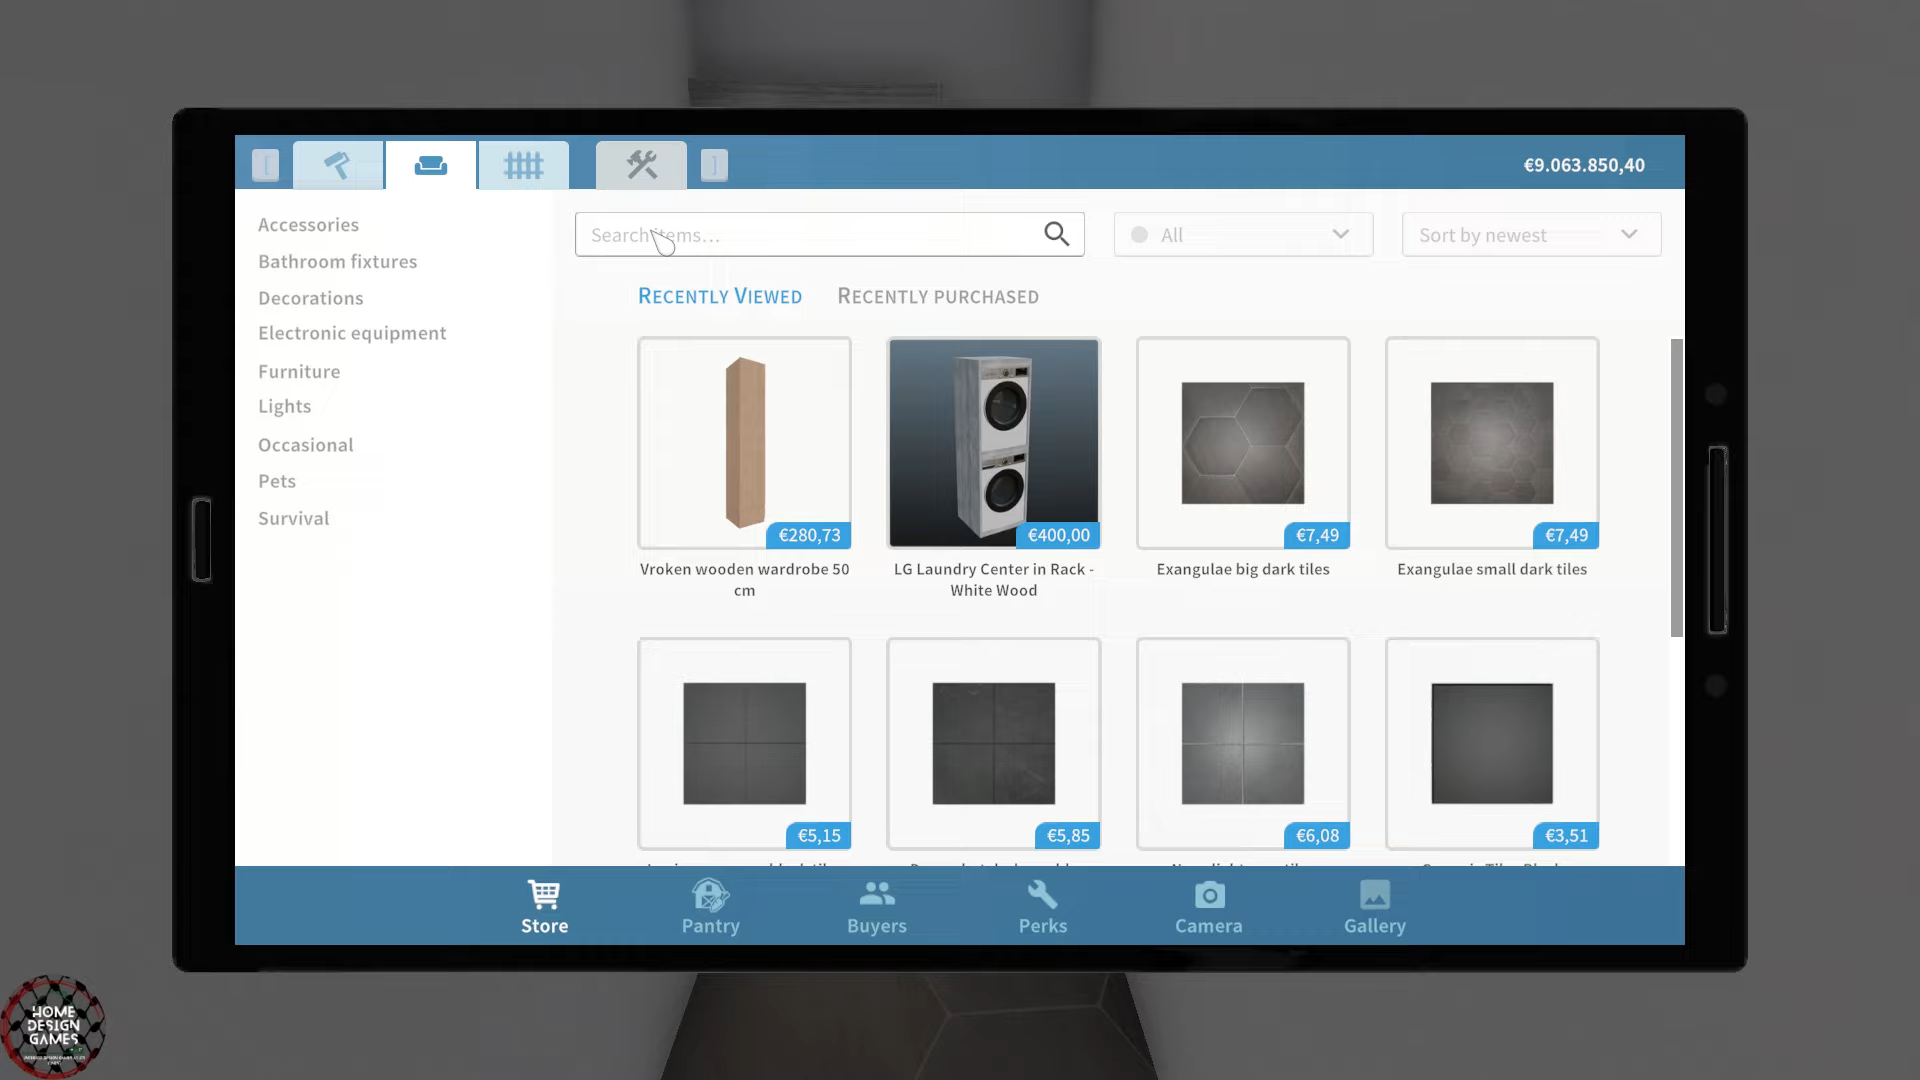 [
]
€9.063.850,40
Accessories
Bathroom fixtures
Decorations
Electronic equipment
Furniture
Lights
Occasional
Pets
Survival
Search items...
All
Sort by newest
RECENTLY VIEWED
RECENTLY PURCHASED
€280,73
€400,00
€7,49
€7,49
Vroken wooden wardrobe 50
cm
LG Laundry Center in Rack -
White Wood
Exangulae big dark tiles
Exangulae small dark tiles
€5,15
€5,85
€6,08
€3,51
Store
Pantry
Buyers
Perks
Camera
Gallery
HOME
DESIGN
GAMES